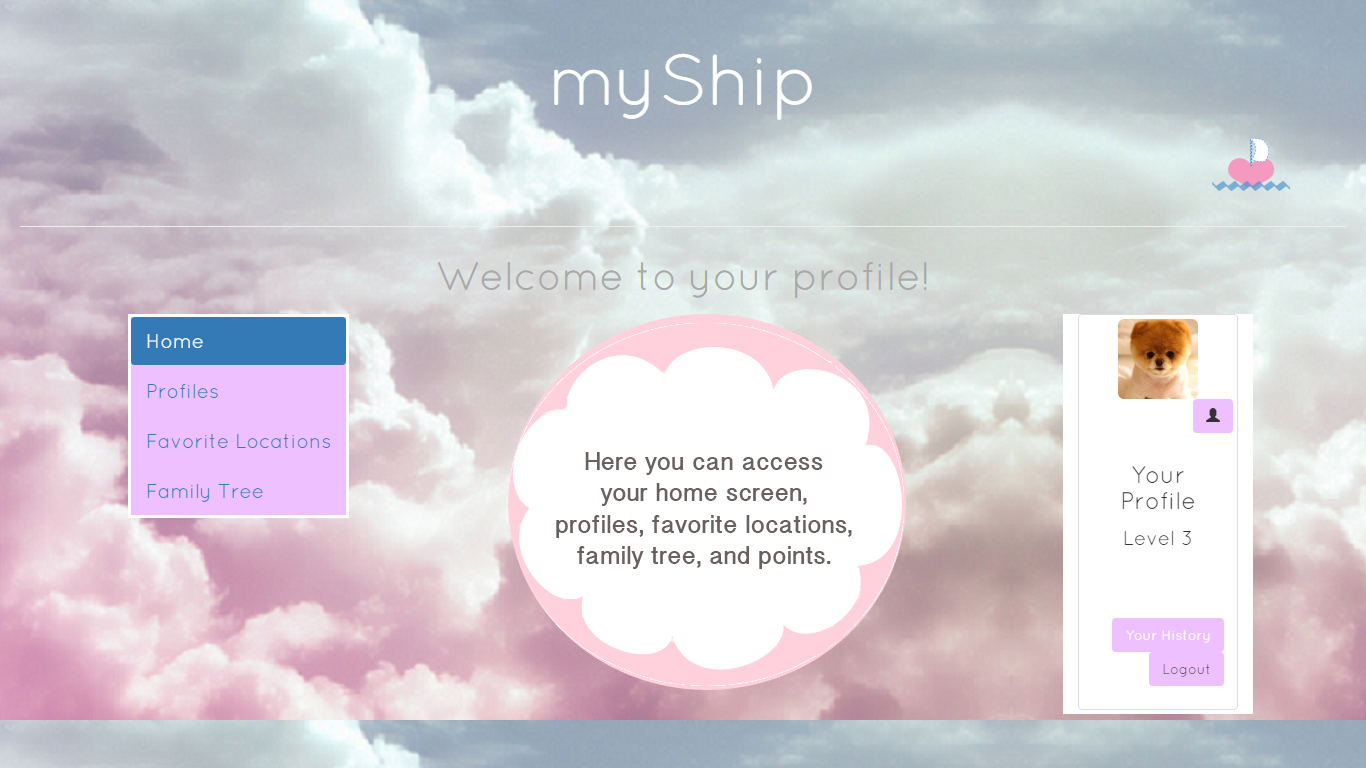 myShip
Welcome to your profile!
Home
Profiles
Favorite Locations
Family Tree
Here you can access
your home screen,
profiles, favorite locations,
family tree, and points.
Your
Profile
Level 3
Your History
Logout